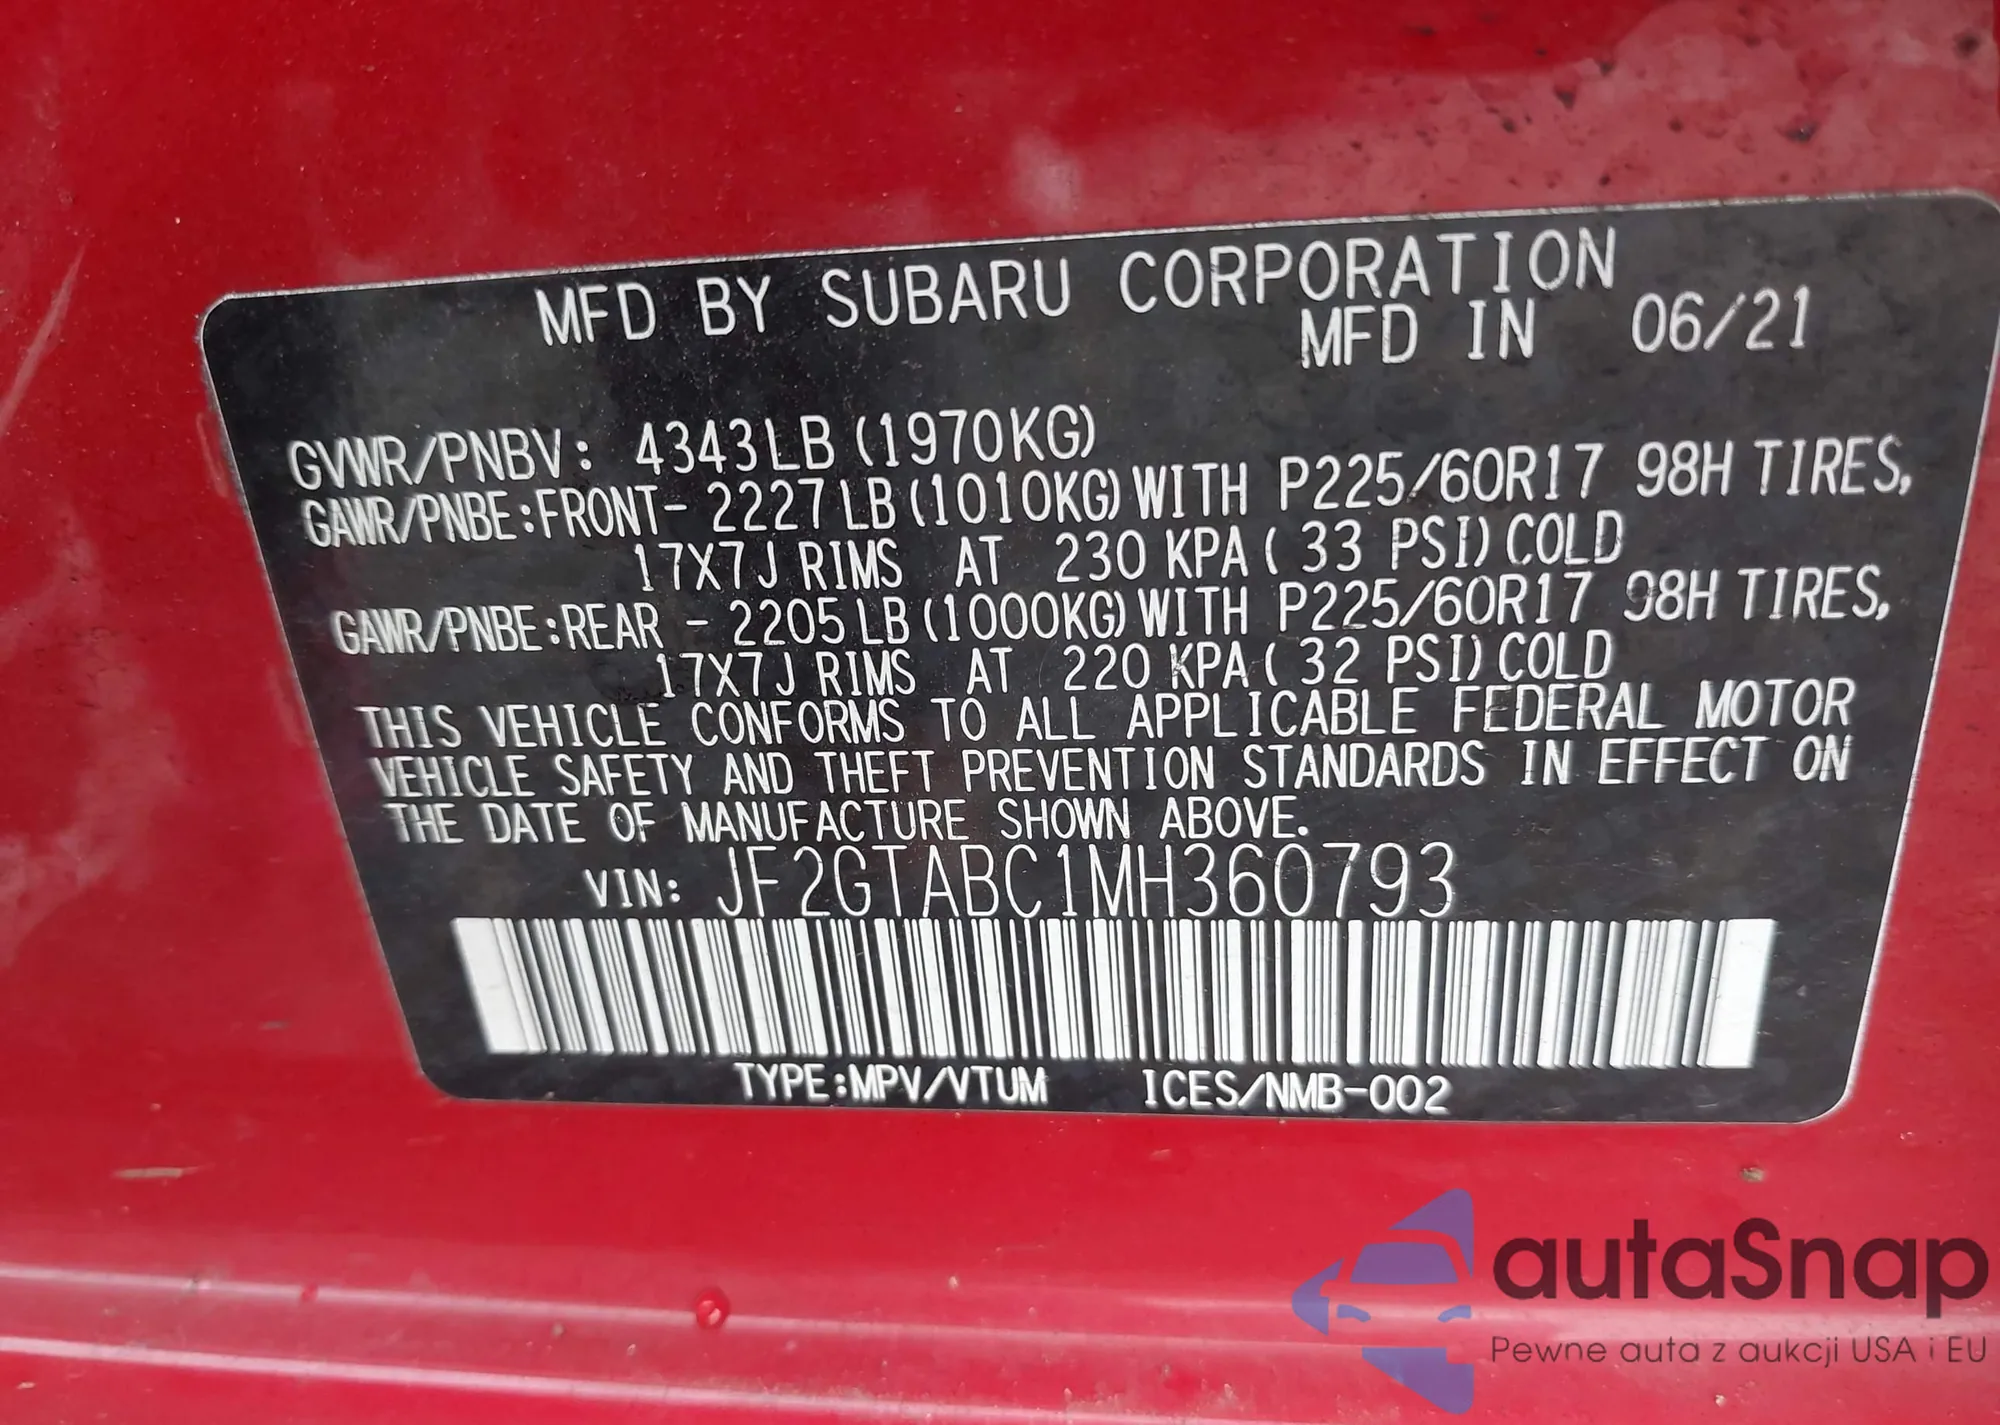 MFD BY SUBARU CORPORATION
MFD IN 06/21
GVWR/PNBV: 4343LB (1970KG)
GAWR/PNBE:FRONT- 2227LB (1010KG) WITH P225/60R17 98H TIRES,
17X7J RIMS AT 230 KPA ( 33 PSI) COLD
GAWR/PNBE:REAR - 2205LB (1000KG) WITH P225/60R17 98H TIRES,
17X7J RIMS AT 220 KPA ( 32 PSI) COLD
THIS VEHICLE CONFORMS TO ALL APPLICABLE FEDERAL MOTOR
VEHICLE SAFETY AND THEFT PREVENTION STANDARDS IN EFFECT ON
THE DATE OF MANUFACTURE SHOWN ABOVE.
VIN: JF2GTABC1MH360793
TYPE:MPV/VTUM ICES/NMB-002
autaSnap
Pewne auta z aukcji USA i EU